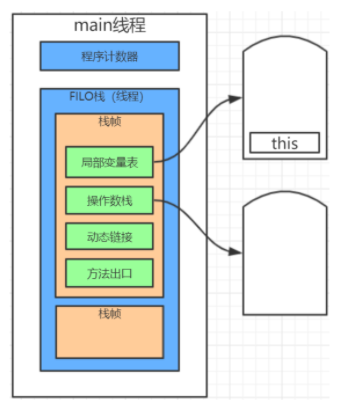 main线程
程序计数器
FILO栈（线程）
栈帧
局部变量表
this
操作数栈
动态链接
方法出口
栈帧